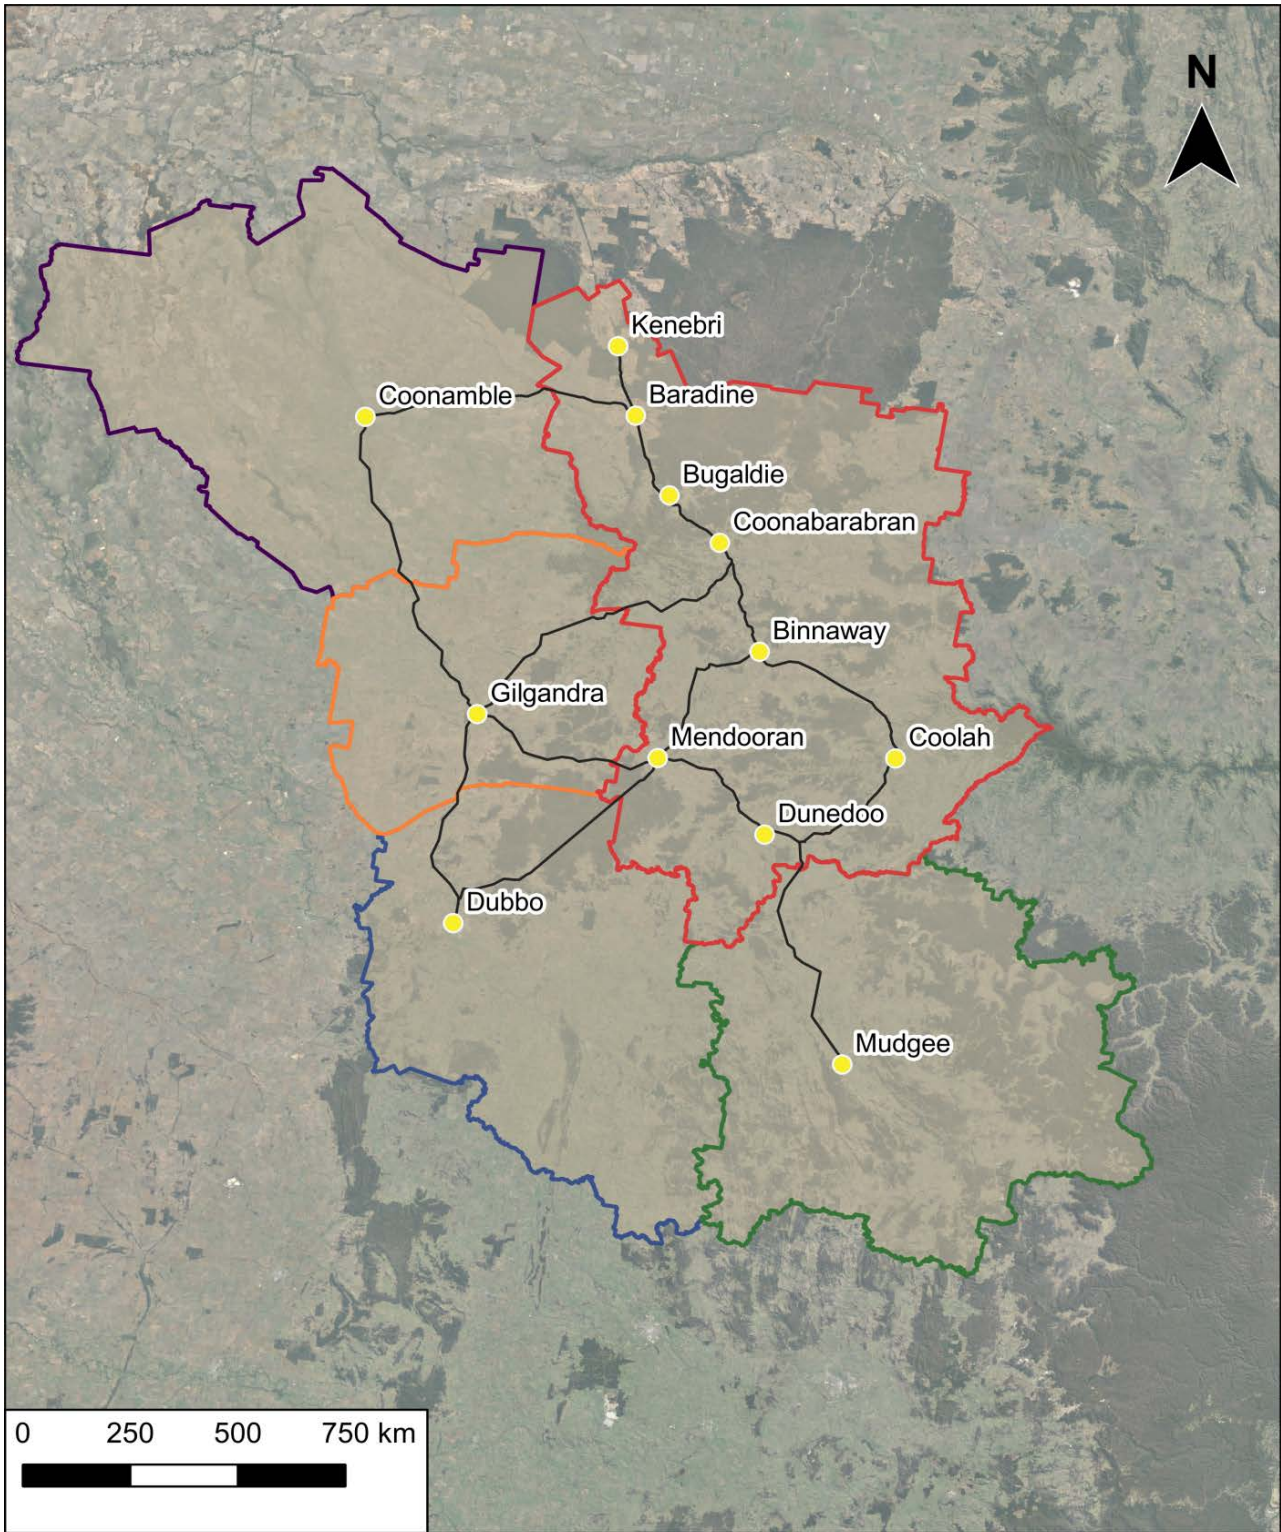 N
Kenebri
Coonamble
Baradine
Bugaldie
Coonabarabran
Binnaway
Gilgandra
Mendooran
Coolah
Dunedoo
Dubbo
Mudgee
0 250 500 750 km